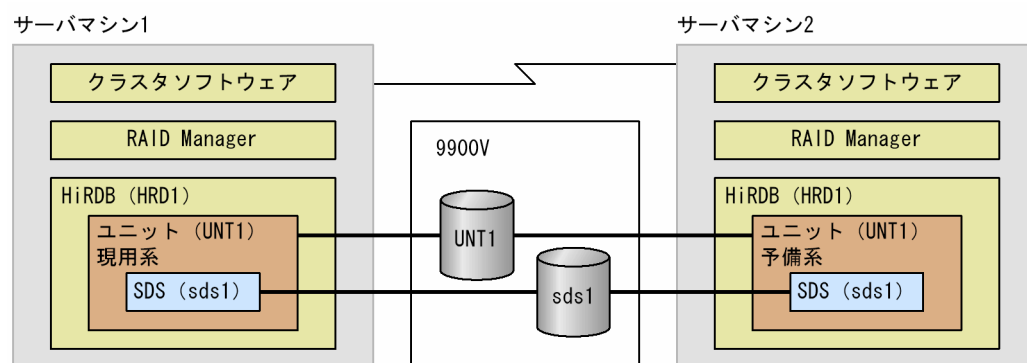 サーバマシン1
サーバマシン2
クラスタソフトウェア
クラスタソフトウェア
RAID Manager
RAID Manager
9900V
HiRDB (HRD1)
HiRDB (HRD1)
ユニット (UNT1)
現用系
UNT1
ユニット (UNT1)
予備系
SDS (sds1)
sds1
SDS (sds1)